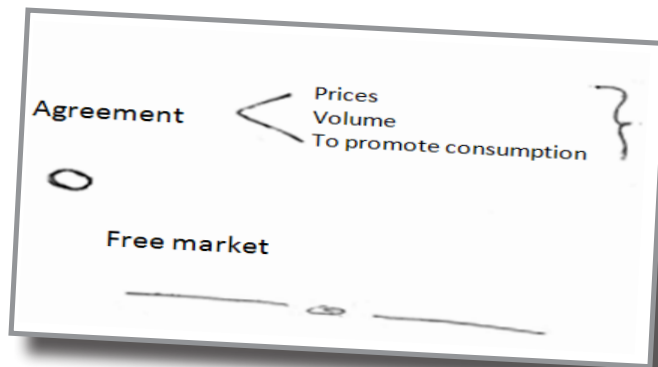 Agreement
Prices
Volume
To promote consumption
Free market